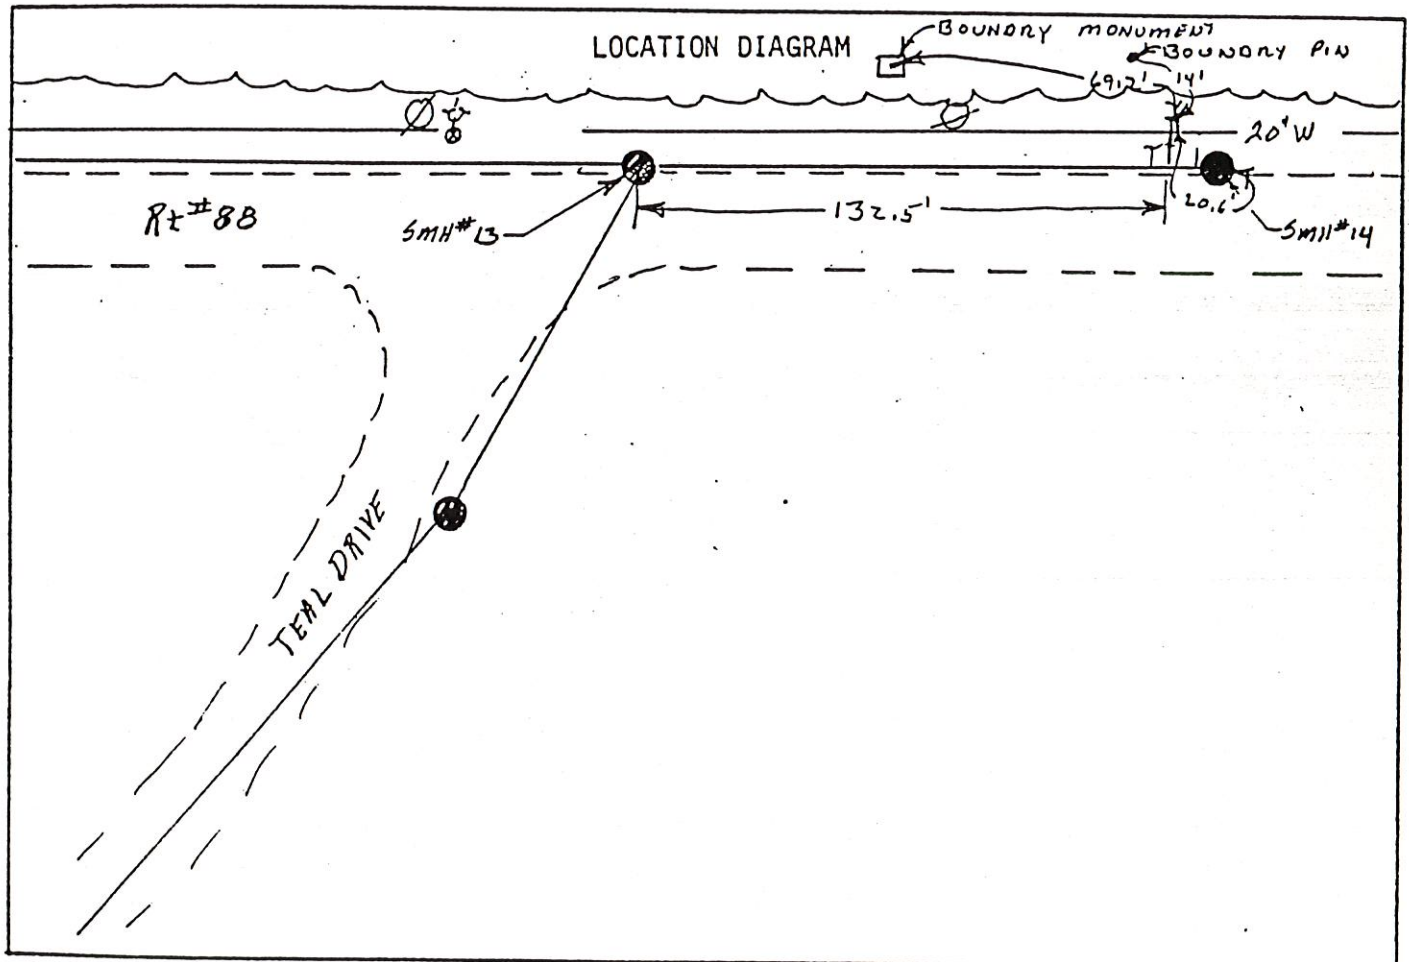 LOCATION DIAGRAM
BOUNDRY MONUMENT
BOUNDRY PIN
69.2' 14'
20" W
Rt #88
SMH#13
132.5'
20.6'
SMH#14
TEAL DRIVE